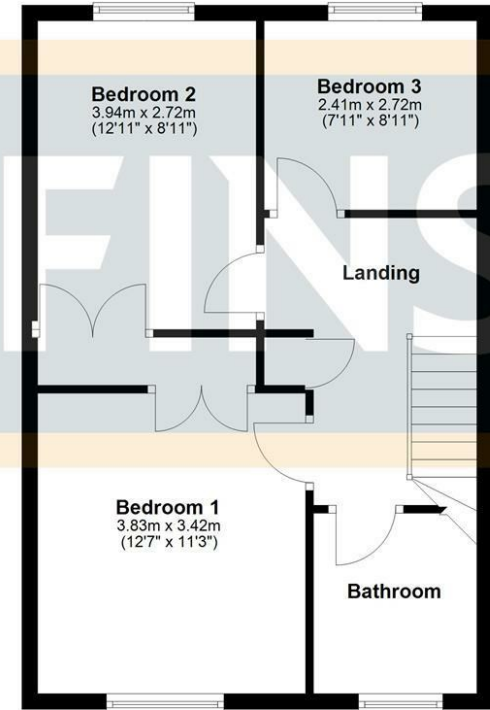 Bedroom 2
3.94m x 2.72m
(12'11" x 8'11")
Bedroom 3
2.41m x 2.72m
(7'11" x 8'11")
FINS
Landing
Bedroom 1
3.83m x 3.42m
(12'7" x 11'3")
Bathroom